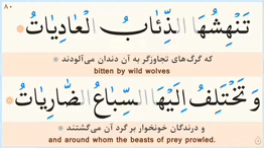 ٨٠
تَنْهِشُهَا الذِّئَابُ الْعَادِيَاتُ
که گرگ‌های تجاوزگر به آن دندان می‌آلودند
bitten by wild wolves
وَ تَخْتَلِفُ اِلَيْهَا السِّبَاعُ الضَّارِيَاتُ
و درندگان خونخوار بر گرد آن می‌گشتند
and around whom the beasts of prey prowled.